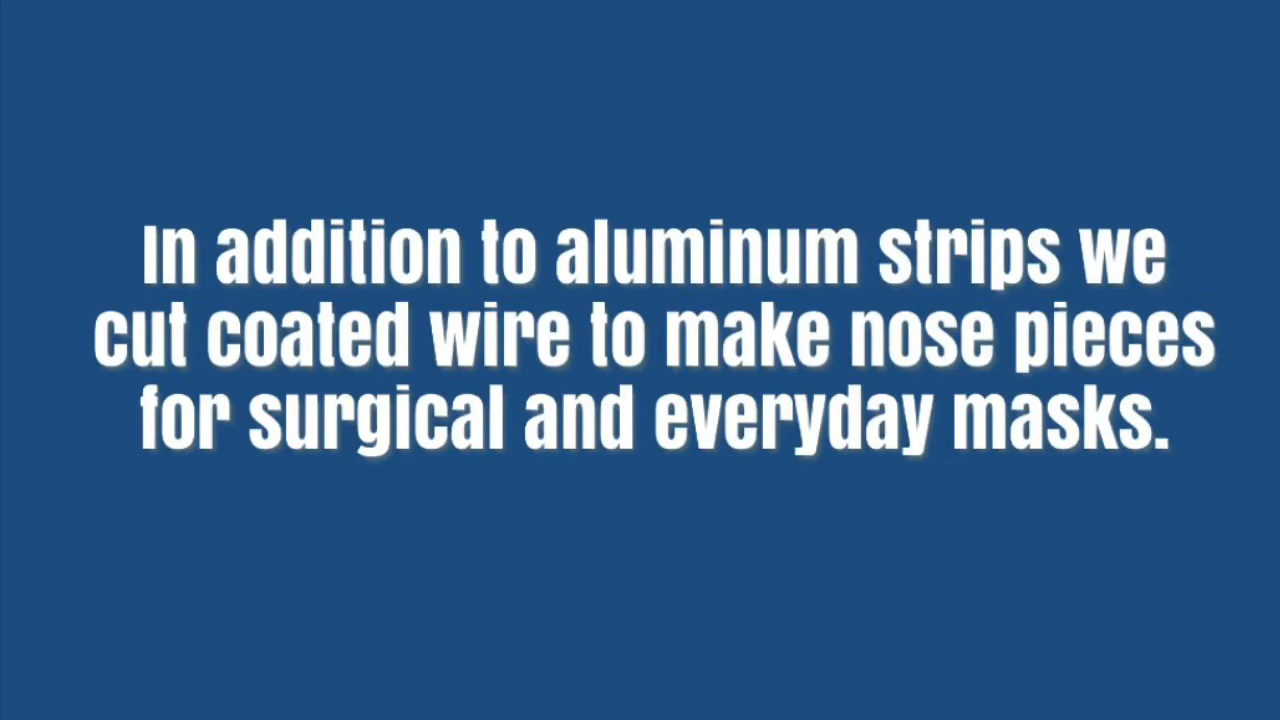 In addition to aluminum strips we
cut coated wire to make nose pieces
for surgical and everyday masks.